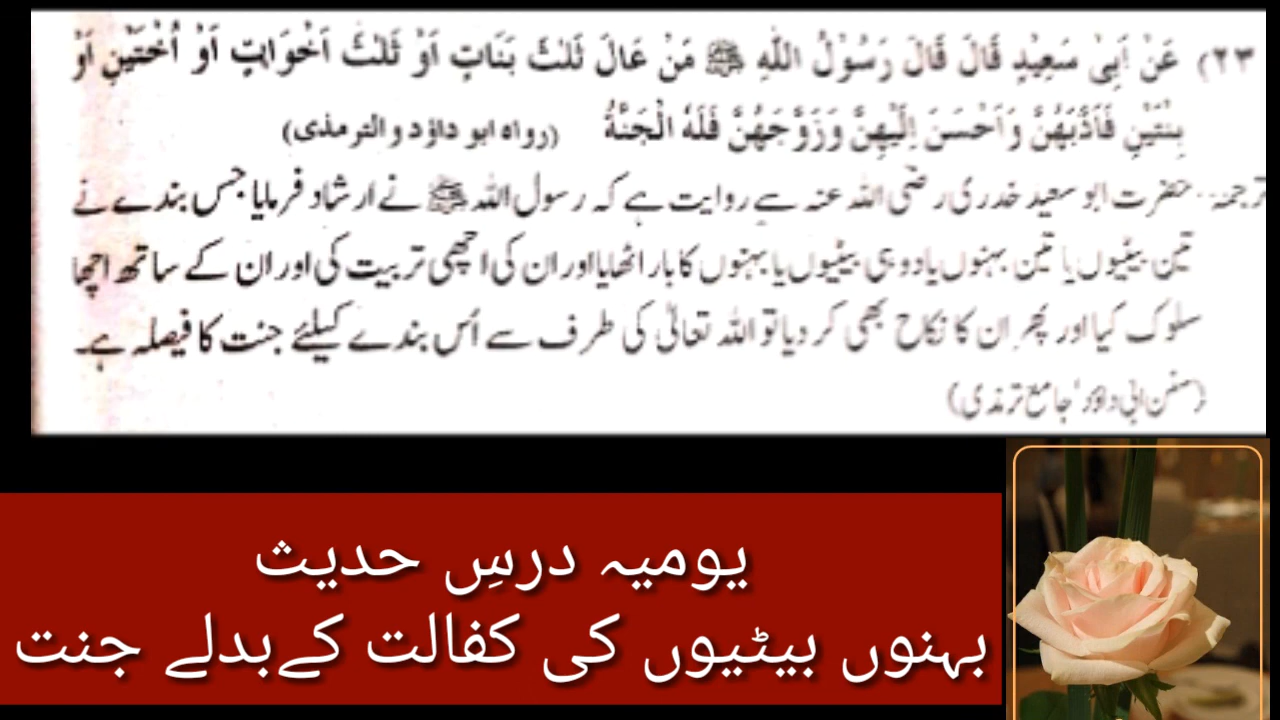 ۲۳) عَنْ اَبِیْ سَعِیْدٍ قَالَ قَالَ رَسُوْلُ اللهِ ﷺ مَنْ عَالَ ثَلٰثَ بَنَاتٍ اَوْ ثَلٰثَ اَخَوَاتٍ اَوْ اُخْتَیْنِ اَوْ
بِنْتَیْنِ فَاَدَّبَهُنَّ وَاَحْسَنَ اِلَیْهِنَّ وَزَوَّجَهُنَّ فَلَهُ الْجَنَّةُ (رواه ابو داؤد و الترمذی)
ترجمہ.. حضرت ابو سعید خدری رضی اللہ عنہ سے روایت ہے کہ رسول اللہ ﷺ نے ارشاد فرمایا جس بندے نے
تین بیٹیوں یا تین بہنوں یا دو ہی بیٹیوں یا بہنوں کا بار اٹھایا اور ان کی اچھی تربیت کی اور ان کے ساتھ اچھا
سلوک کیا اور پھر ان کا نکاح بھی کر دیا تو اللہ تعالیٰ کی طرف سے اُس بندے کیلئے جنت کا فیصلہ ہے۔
(سنن ابی داؤد' جامع ترمذی)
یومیہ درسِ حدیث
بہنوں بیٹیوں کی کفالت کے بدلے جنت